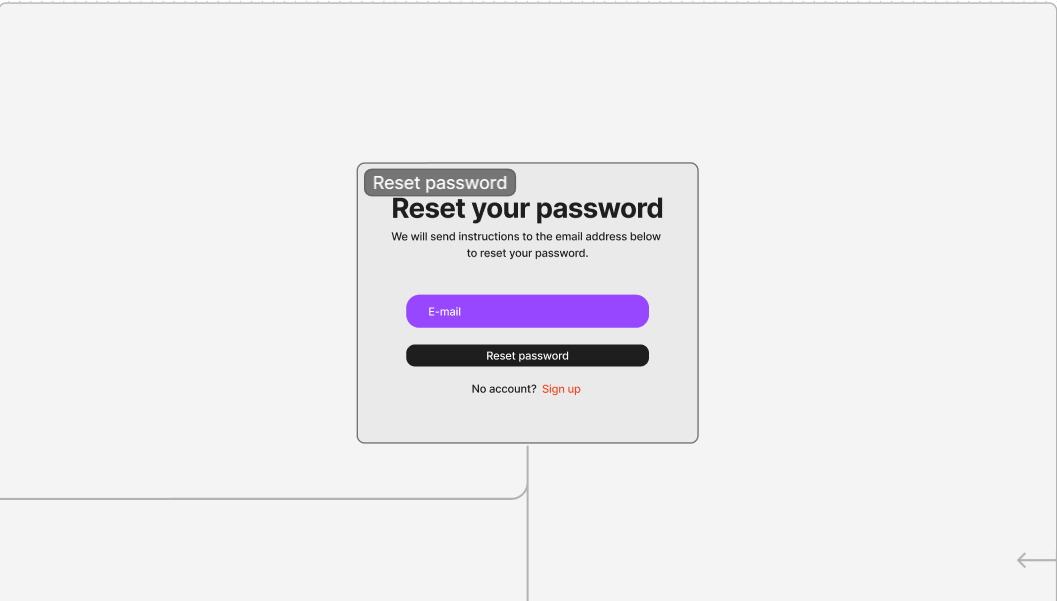 Reset password
Reset your password
We will send instructions to the email address below
to reset your password.
E-mail
Reset password
No account? Sign up